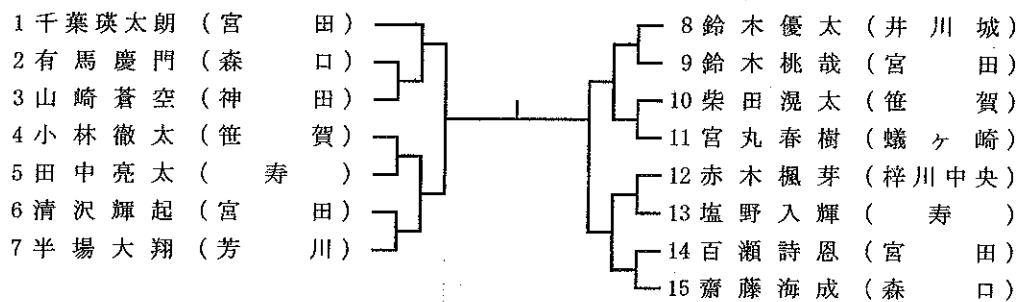 1 千葉瑛太朗 (宮田)
2 有馬慶門 (森口)
3 山崎蒼空 (神田)
4 小林徹太 (笹賀)
5 田中亮太 (寿)
6 清沢輝起 (宮田)
7 半場大翔 (芳川)
8 鈴木優太 (井川城)
9 鈴木桃哉 (宮田)
10 柴田滉太 (笹賀)
11 宮丸春樹 (蟻ヶ崎)
12 赤木楓芽 (梓川中央)
13 塩野入輝 (寿)
14 百瀬詩恩 (宮田)
15 齋藤海成 (森口)